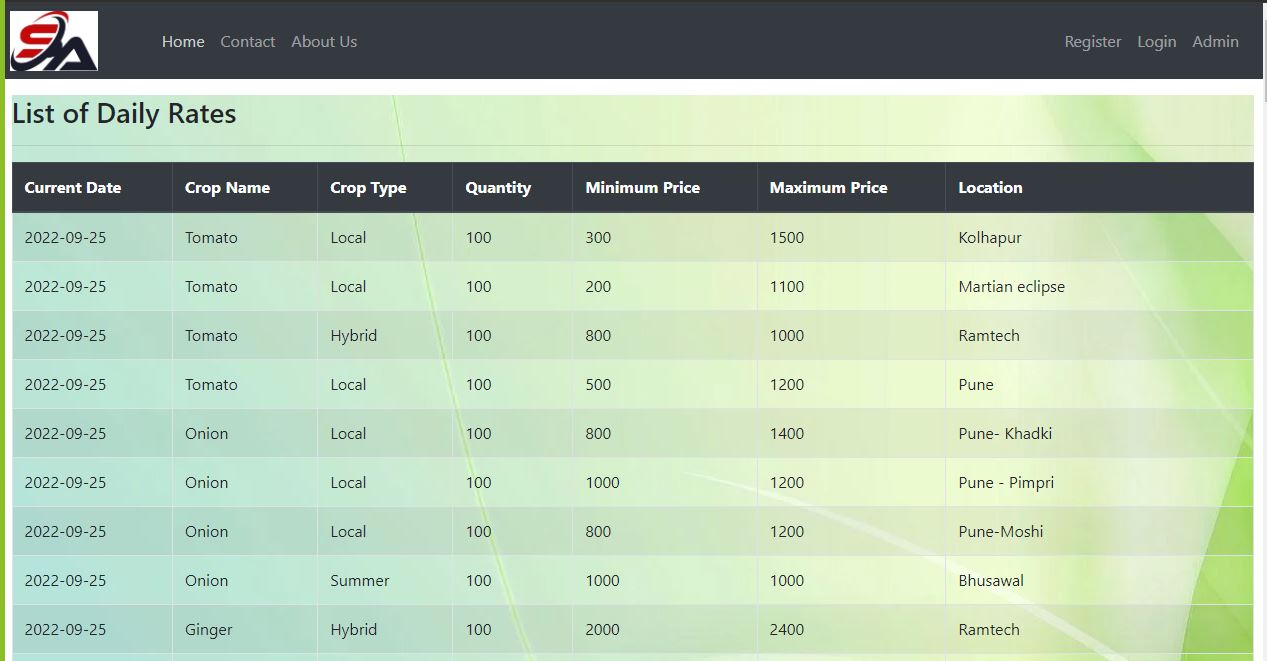 SA
Home Contact About Us Register Login Admin
List of Daily Rates
Current Date Crop Name Crop Type Quantity Minimum Price Maximum Price Location
2022-09-25 Tomato Local 100 300 1500 Kolhapur
2022-09-25 Tomato Local 100 200 1100 Martian eclipse
2022-09-25 Tomato Hybrid 100 800 1000 Ramtech
2022-09-25 Tomato Local 100 500 1200 Pune
2022-09-25 Onion Local 100 800 1400 Pune- Khadki
2022-09-25 Onion Local 100 1000 1200 Pune - Pimpri
2022-09-25 Onion Local 100 800 1200 Pune-Moshi
2022-09-25 Onion Summer 100 1000 1000 Bhusawal
2022-09-25 Ginger Hybrid 100 2000 2400 Ramtech